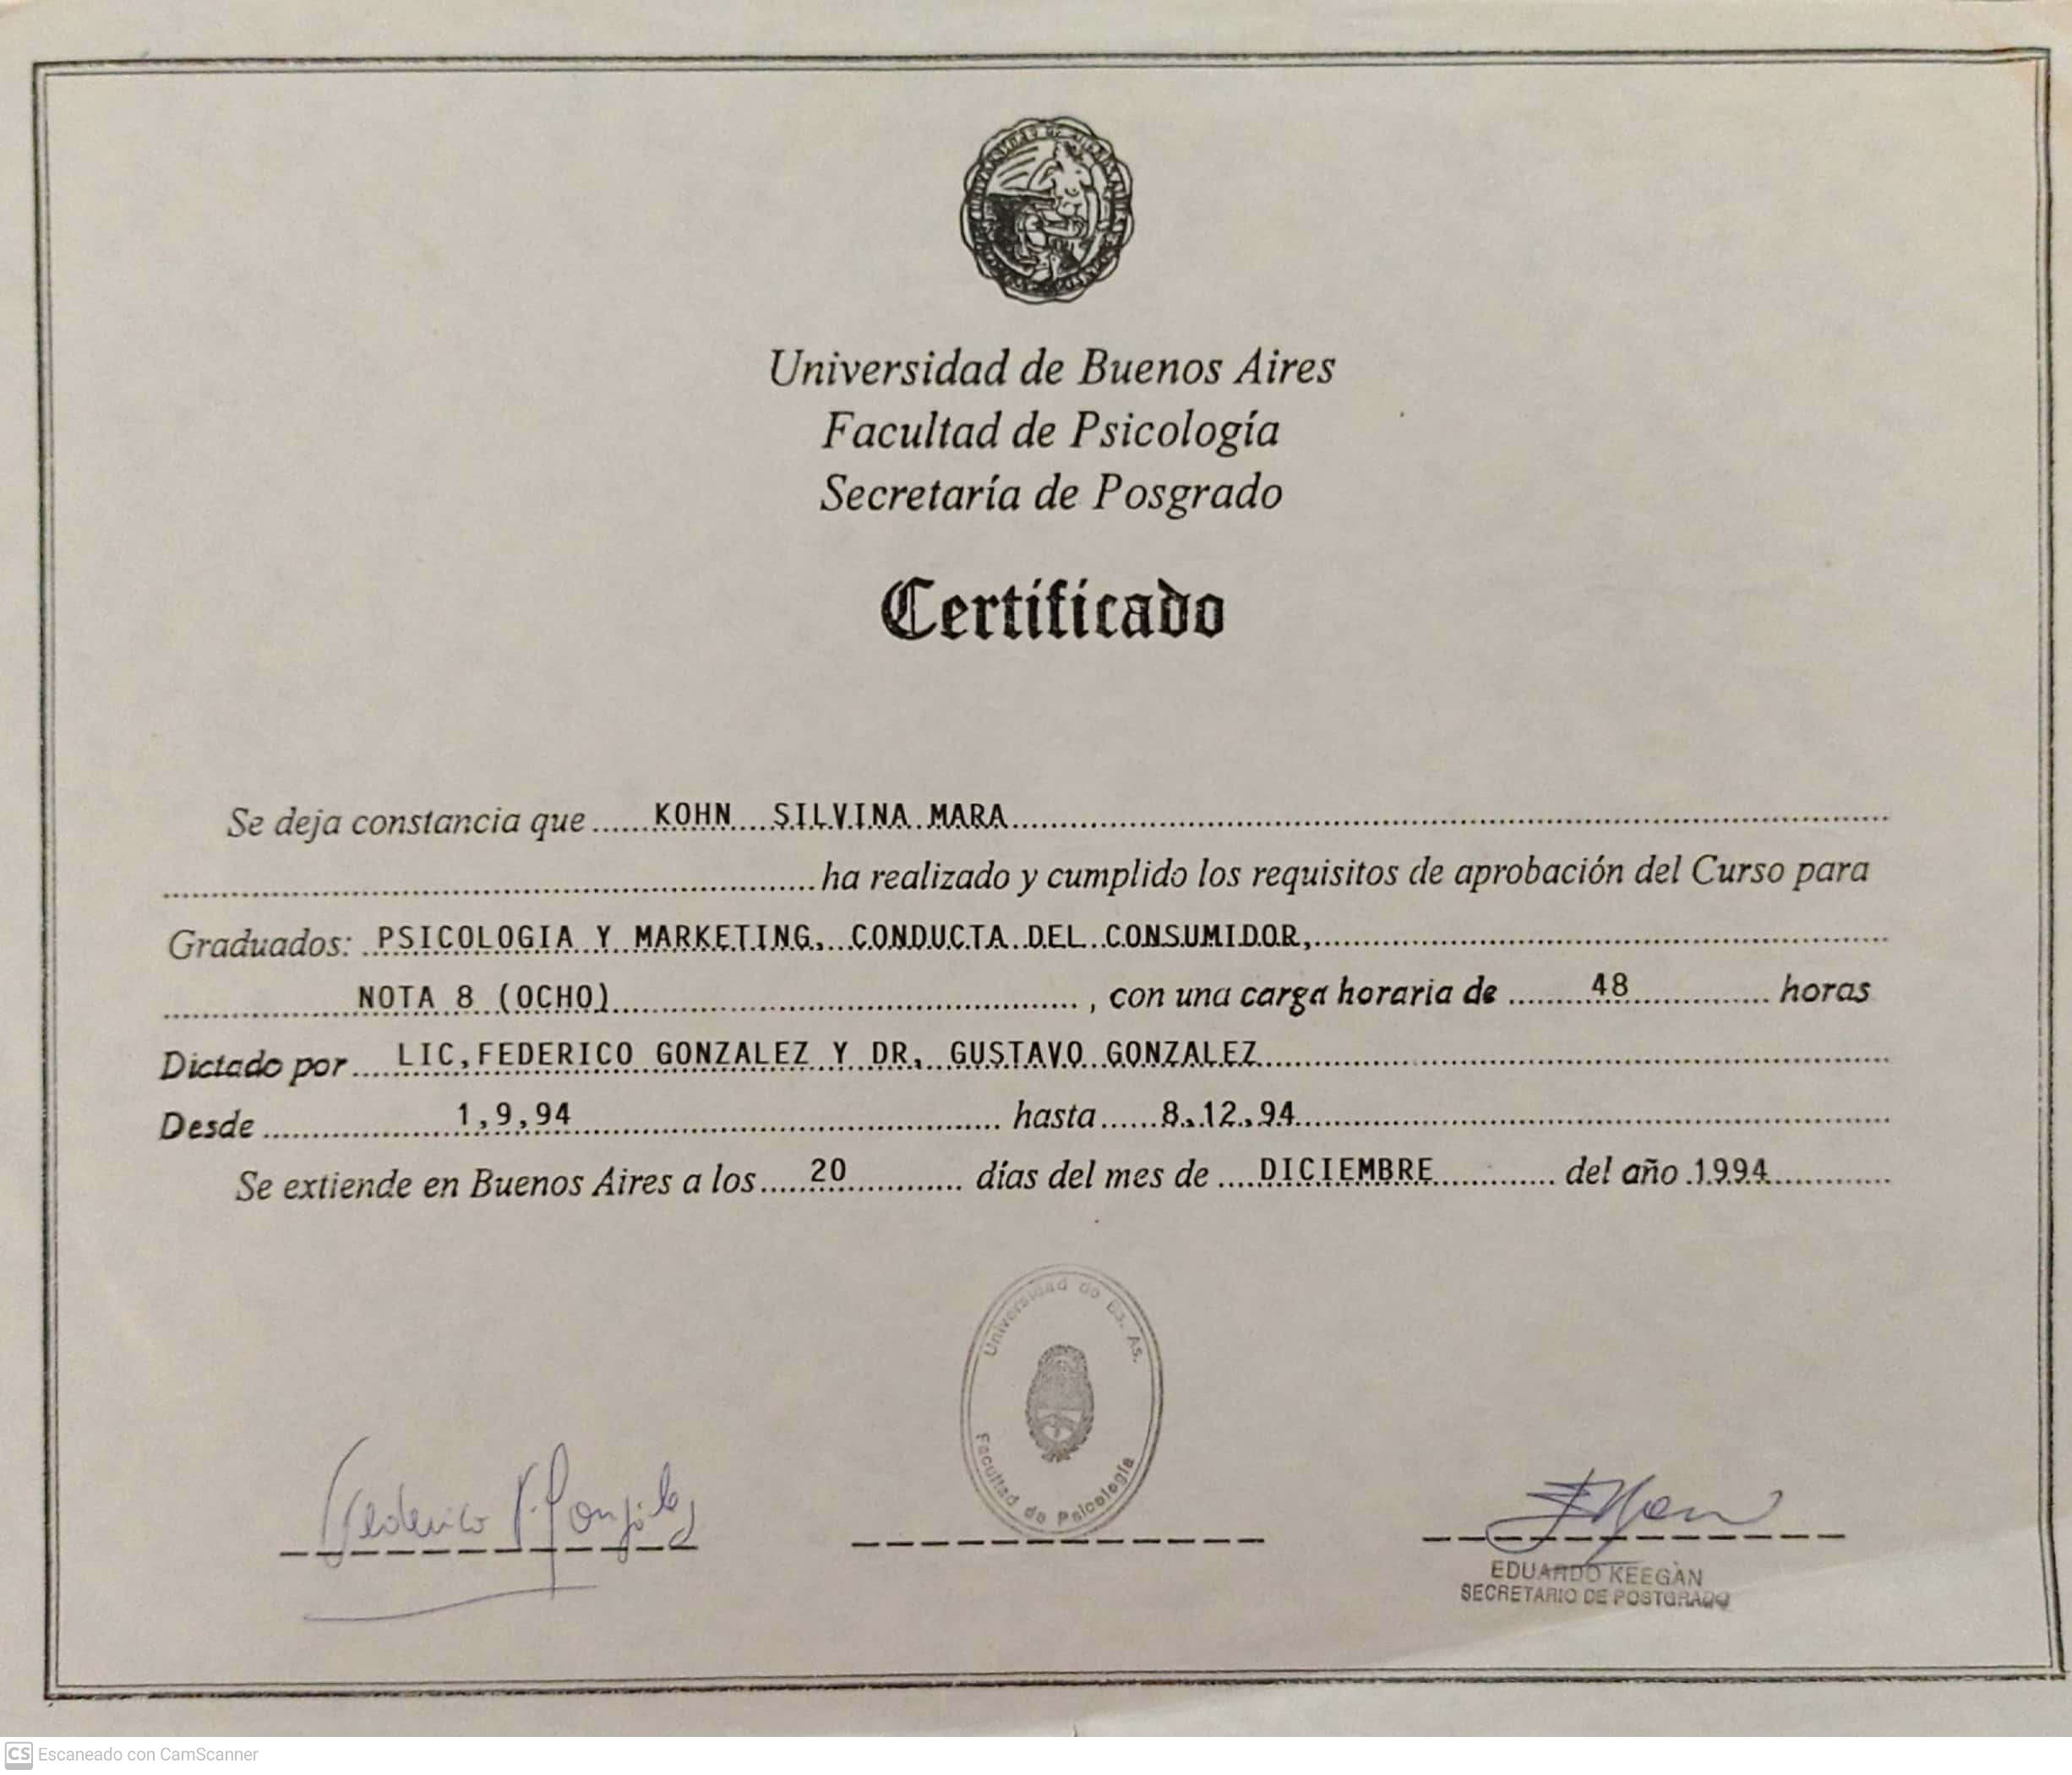 Universidad de Buenos Aires
Facultad de Psicología
Secretaría de Posgrado
Certificado
Se deja constancia que KOHN SILVINA MARA
ha realizado y cumplido los requisitos de aprobación del Curso para
Graduados: PSICOLOGIA Y MARKETING, CONDUCTA DEL CONSUMIDOR,
NOTA 8 (OCHO) , con una carga horaria de 48 horas
Dictado por LIC,FEDERICO GONZALEZ Y DR, GUSTAVO GONZALEZ
Desde 1,9,94 hasta 8,12,94
Se extiende en Buenos Aires a los 20 días del mes de DICIEMBRE del año 1994
Universidad de Bs. As.
Facultad de Psicología
Federico González
EDUARDO KEEGAN
SECRETARIO DE POSTGRADO
CS Escaneado con CamScanner